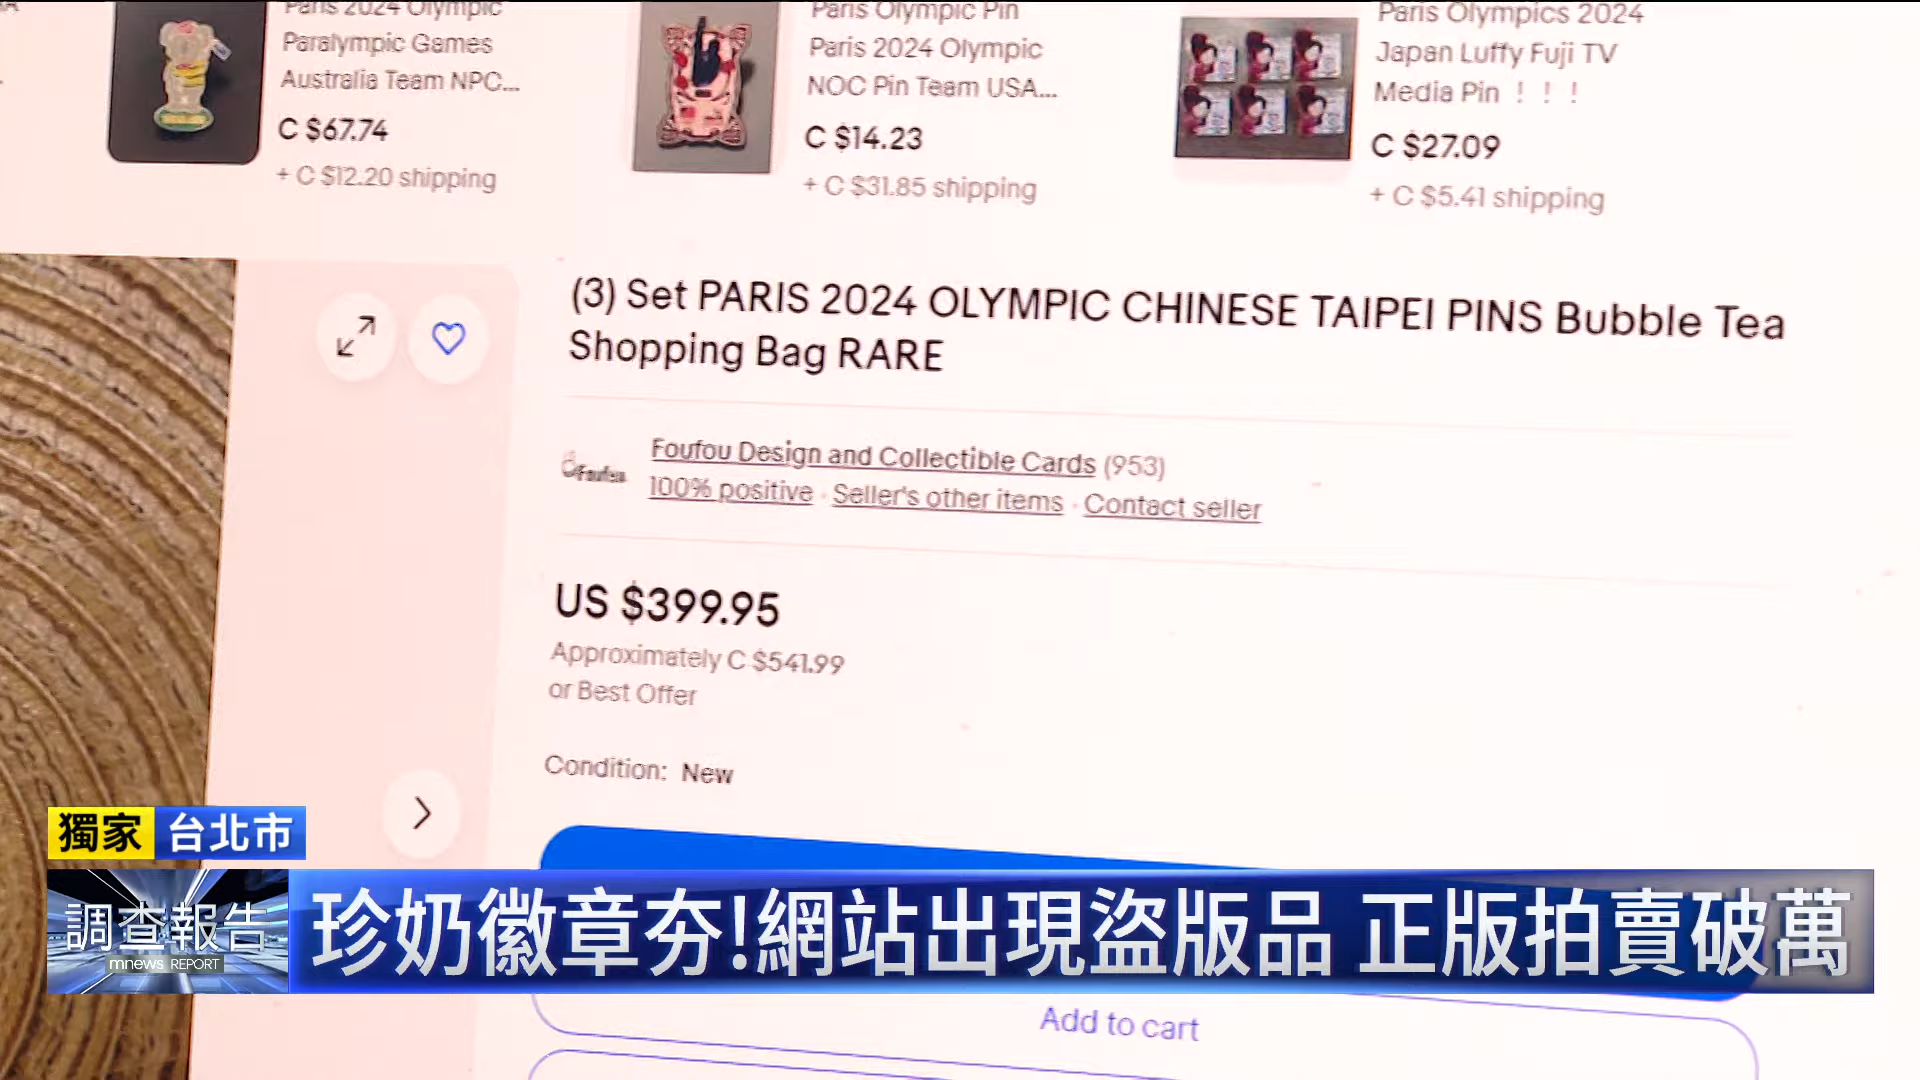 Paris 2024 Olympic
Paralympic Games
Australia Team NPC...
C $67.74
+ C $12.20 shipping
Paris Olympic Pin
Paris 2024 Olympic
NOC Pin Team USA...
C $14.23
+ C $31.85 shipping
Paris Olympics 2024
Japan Luffy Fuji TV
Media Pin ! ! !
C $27.09
+ C $5.41 shipping
(3) Set PARIS 2024 OLYMPIC CHINESE TAIPEI PINS Bubble Tea
Shopping Bag RARE
Foufou
Foufou Design and Collectible Cards (953)
100% positive · Seller's other items · Contact seller
US $399.95
Approximately C $541.99
or Best Offer
Condition: New
獨家 台北市
調查報告
mnews REPORT
珍奶徽章夯!網站出現盜版品 正版拍賣破萬
Add to cart